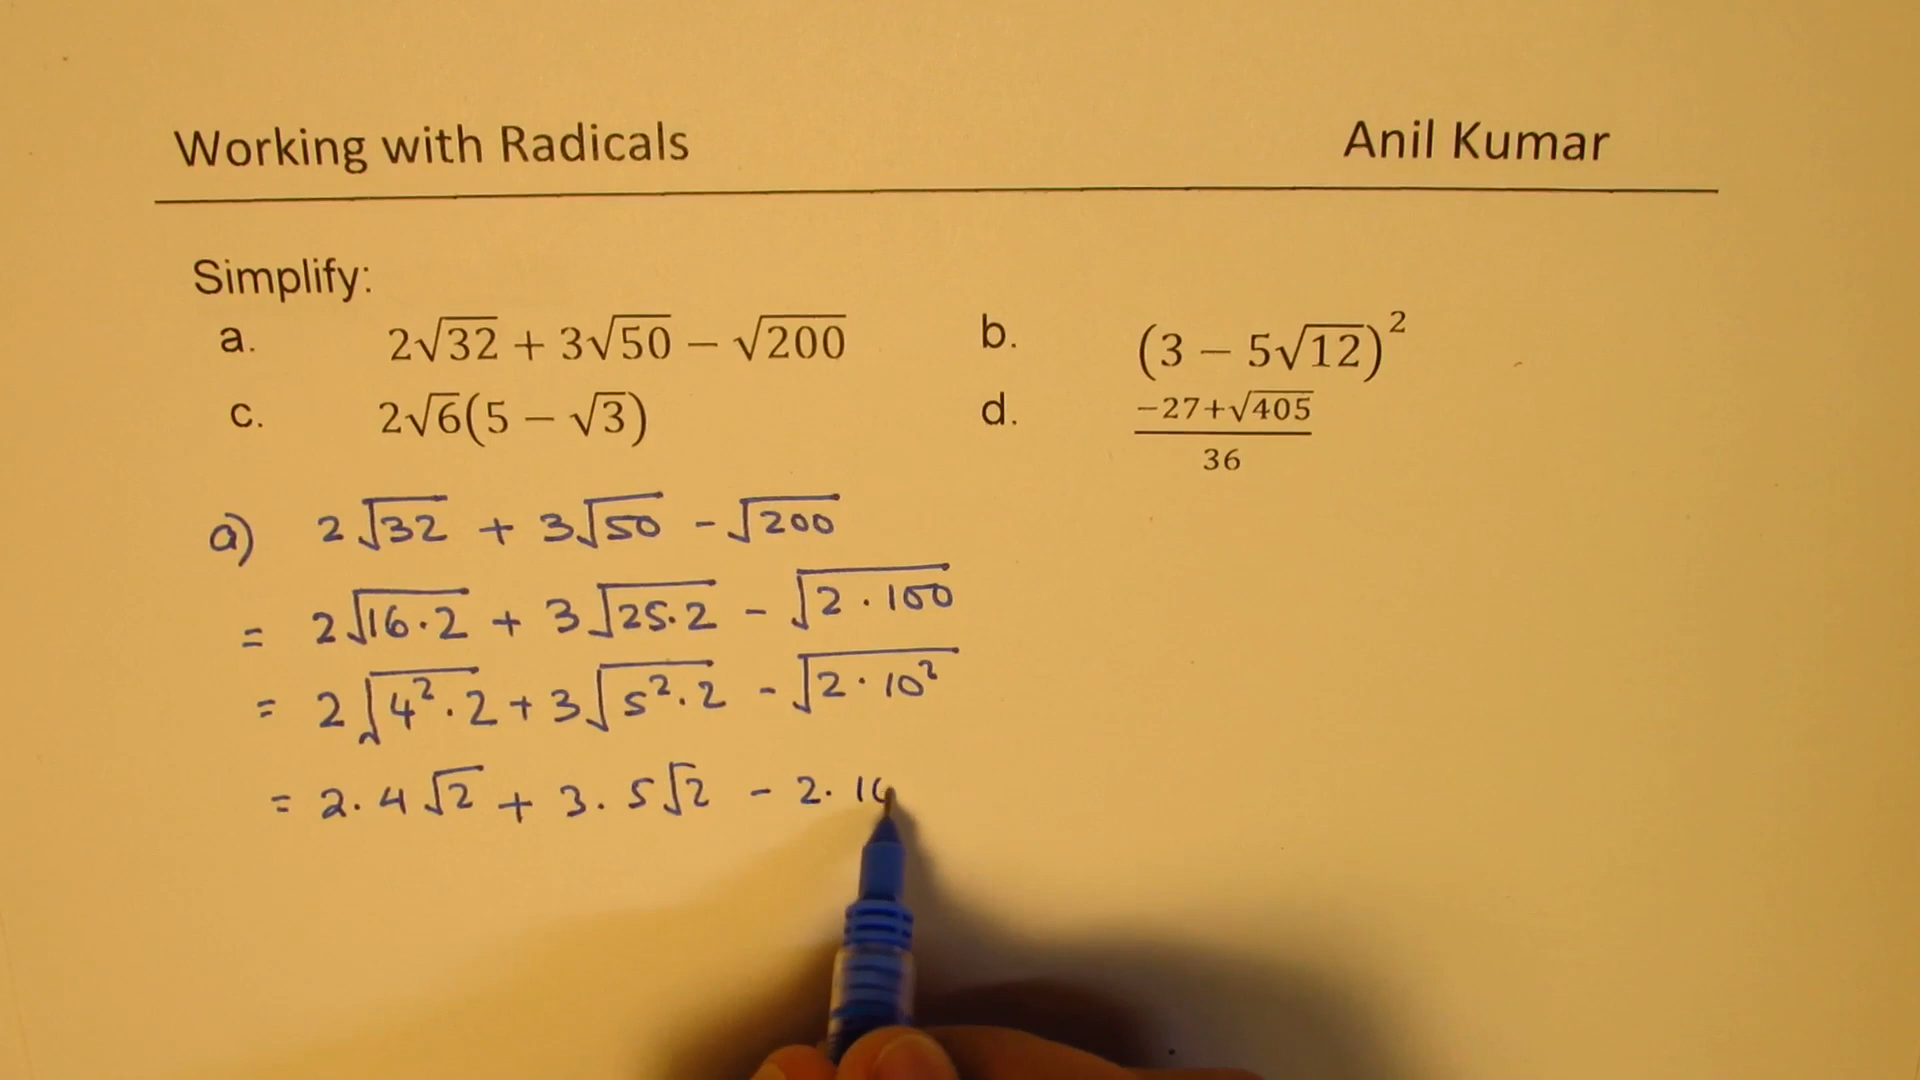 Working with Radicals Anil Kumar
Simplify:
a. 2√32 + 3√50 − √200 b. (3 − 5√12)²
c. 2√6(5 − √3) d. (−27+√405)/36
a) 2√32 + 3√50 - √200
= 2√(16·2) + 3√(25·2) - √(2·100)
= 2√(4²·2) + 3√(5²·2) - √(2·10²)
= 2·4√2 + 3·5√2 - 2·10